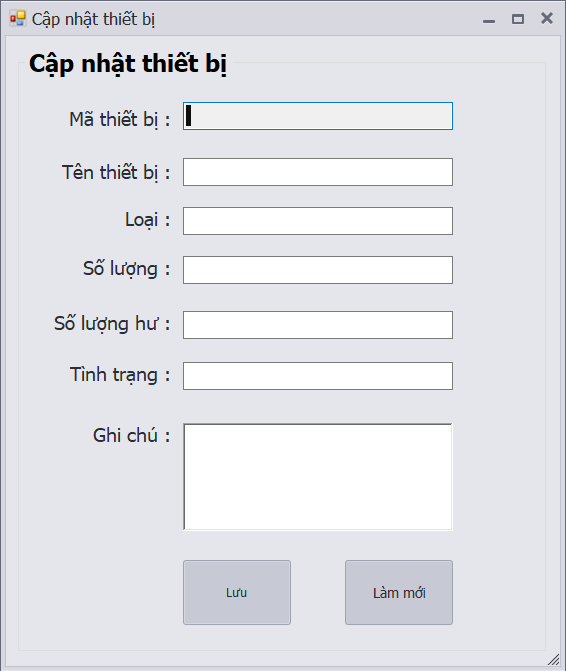 Cập nhật thiết bị
Cập nhật thiết bị
Mã thiết bị :
Tên thiết bị :
Loại :
Số lượng :
Số lượng hư :
Tình trạng :
Ghi chú :
Lưu
Làm mới